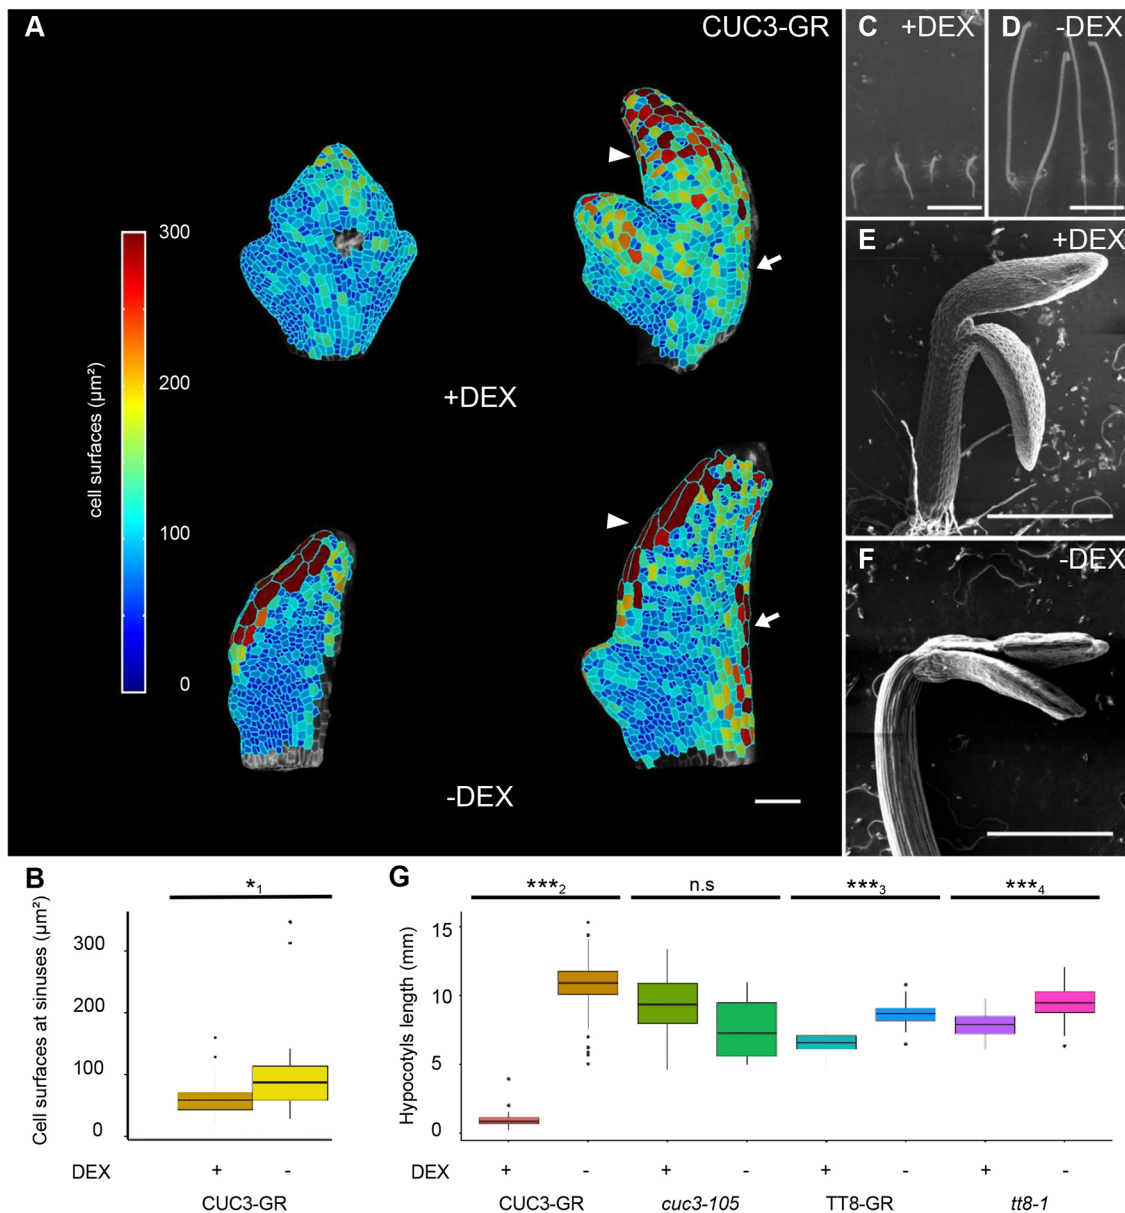 A
CUC3-GR
300
200
100
0
cell surfaces (µm²)
+DEX
-DEX
C +DEX
D -DEX
E
+DEX
F
-DEX
B
*1
Cell surfaces at sinuses (µm²)
300
200
100
0
DEX + -
CUC3-GR
G
***2 n.s ***3 ***4
Hypocotyls length (mm)
15
10
5
0
DEX + - + - + - + -
CUC3-GR cuc3-105 TT8-GR tt8-1